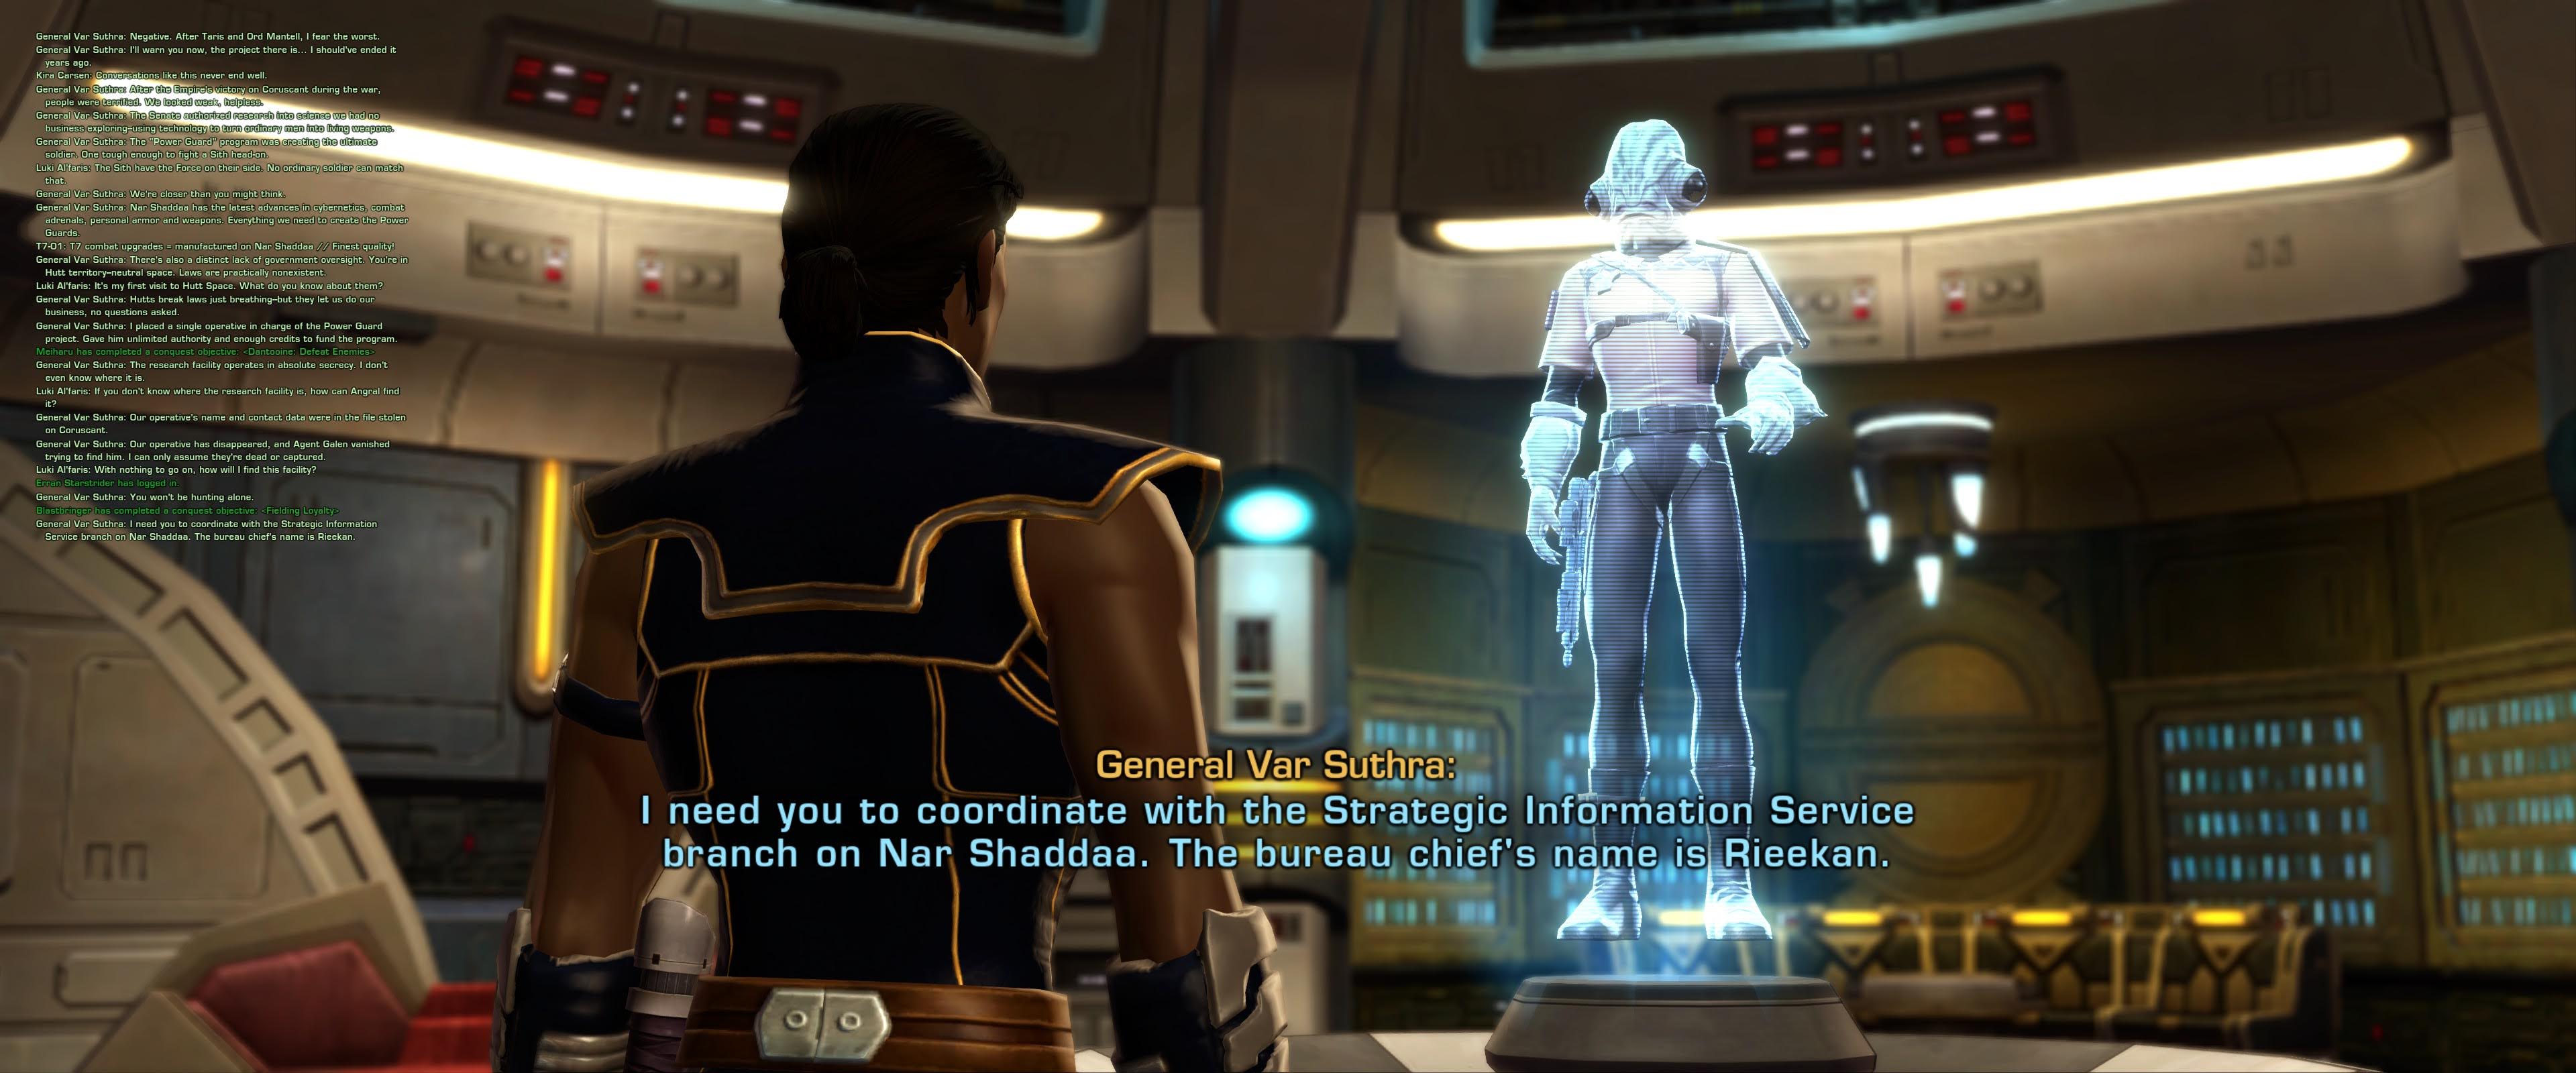 General Var Suthra: Negative. After Taris and Ord Mantell, I fear the worst.
General Var Suthra: I'll warn you now, the project there is... I should've ended it
years ago.
Kira Carsen: Conversations like this never end well.
General Var Suthra: After the Empire's victory on Coruscant during the war,
people were terrified. We looked weak, helpless.
General Var Suthra: The Senate authorized research into science we had no
business exploring–using technology to turn ordinary men into living weapons.
General Var Suthra: The "Power Guard" program was creating the ultimate
soldier. One tough enough to fight a Sith head-on.
Luki Al'faris: The Sith have the Force on their side. No ordinary soldier can match
that.
General Var Suthra: We're closer than you might think.
General Var Suthra: Nar Shaddaa has the latest advances in cybernetics, combat
adrenals, personal armor and weapons. Everything we need to create the Power
Guards.
T7-O1: T7 combat upgrades = manufactured on Nar Shaddaa // Finest quality!
General Var Suthra: There's also a distinct lack of government oversight. You're in
Hutt territory–neutral space. Laws are practically nonexistent.
Luki Al'faris: It's my first visit to Hutt Space. What do you know about them?
General Var Suthra: Hutts break laws just breathing–but they let us do our
business, no questions asked.
General Var Suthra: I placed a single operative in charge of the Power Guard
project. Gave him unlimited authority and enough credits to fund the program.
Meiharu has completed a conquest objective: <Dantooine: Defeat Enemies>
General Var Suthra: The research facility operates in absolute secrecy. I don't
even know where it is.
Luki Al'faris: If you don't know where the research facility is, how can Angral find
it?
General Var Suthra: Our operative's name and contact data were in the file stolen
on Coruscant.
General Var Suthra: Our operative has disappeared, and Agent Galen vanished
trying to find him. I can only assume they're dead or captured.
Luki Al'faris: With nothing to go on, how will I find this facility?
Erran Starstrider has logged in.
General Var Suthra: You won't be hunting alone.
Blastbringer has completed a conquest objective: <Fielding Loyalty>
General Var Suthra: I need you to coordinate with the Strategic Information
Service branch on Nar Shaddaa. The bureau chief's name is Rieekan.
General Var Suthra:
I need you to coordinate with the Strategic Information Service
branch on Nar Shaddaa. The bureau chief's name is Rieekan.